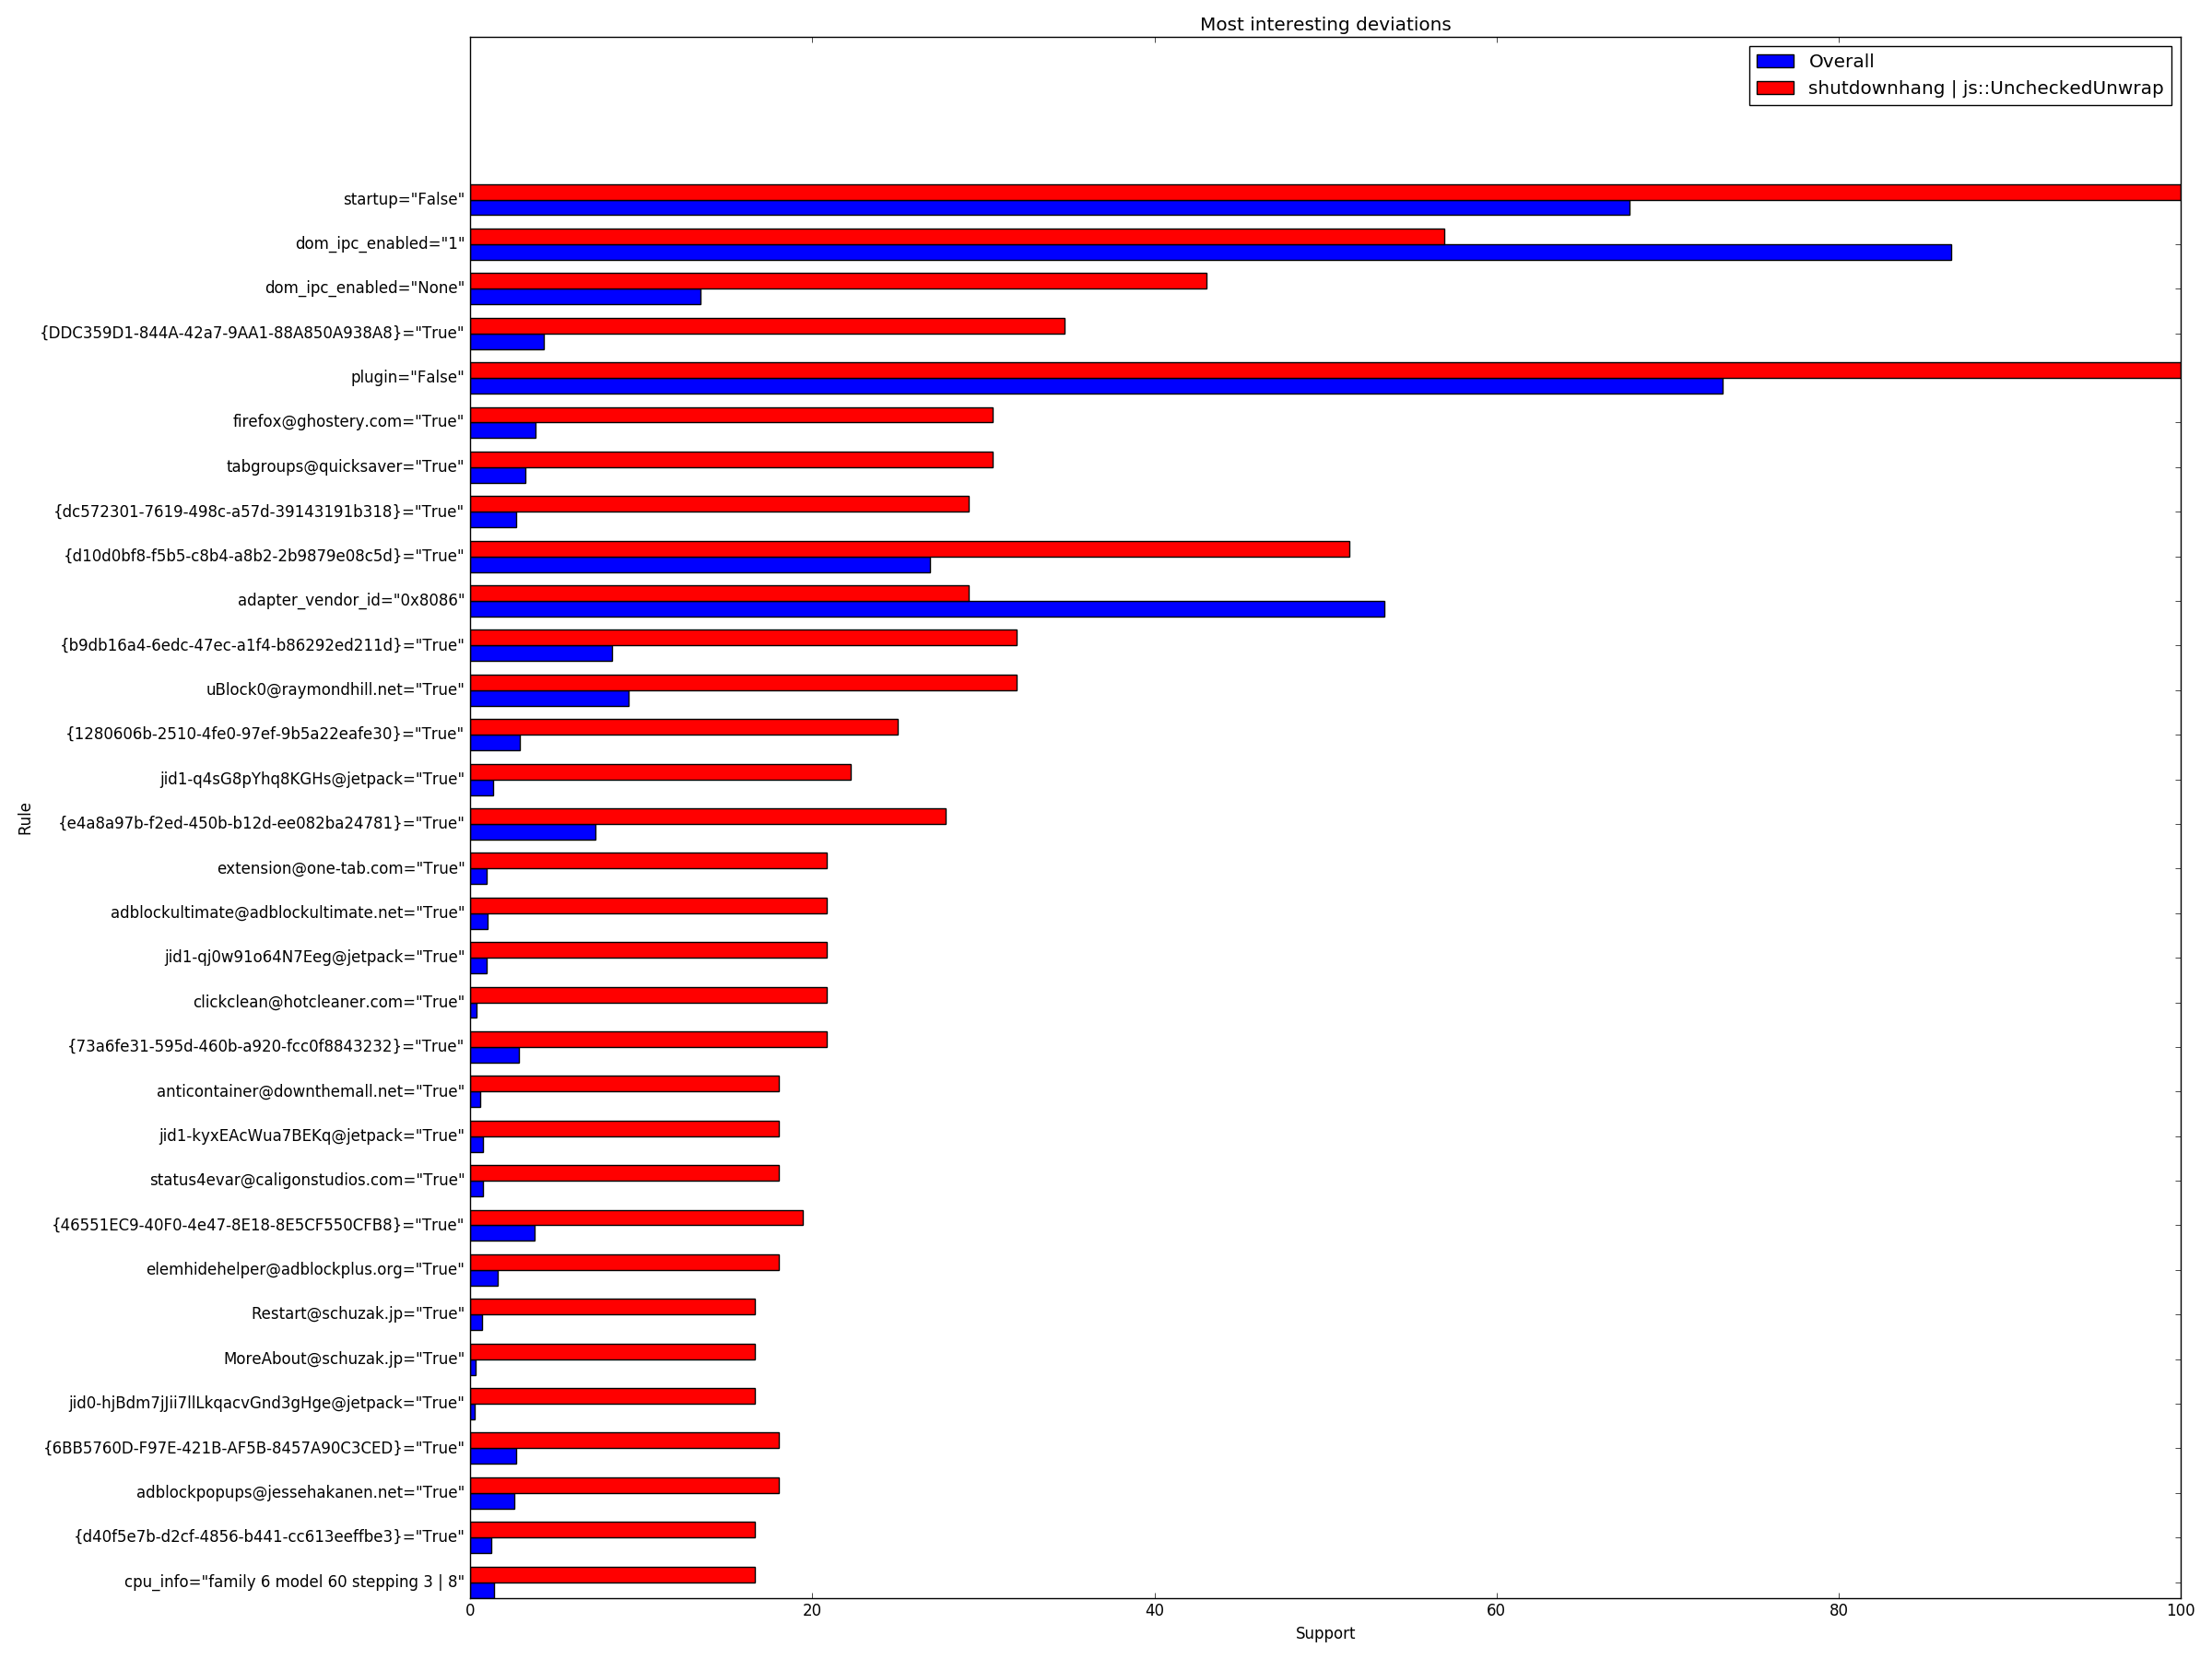 Most interesting deviations
Overall
shutdownhang | js::UncheckedUnwrap
startup="False"
dom_ipc_enabled="1"
dom_ipc_enabled="None"
{DDC359D1-844A-42a7-9AA1-88A850A938A8}="True"
plugin="False"
firefox@ghostery.com="True"
tabgroups@quicksaver="True"
{dc572301-7619-498c-a57d-39143191b318}="True"
{d10d0bf8-f5b5-c8b4-a8b2-2b9879e08c5d}="True"
adapter_vendor_id="0x8086"
{b9db16a4-6edc-47ec-a1f4-b86292ed211d}="True"
uBlock0@raymondhill.net="True"
{1280606b-2510-4fe0-97ef-9b5a22eafe30}="True"
jid1-q4sG8pYhq8KGHs@jetpack="True"
{e4a8a97b-f2ed-450b-b12d-ee082ba24781}="True"
extension@one-tab.com="True"
adblockultimate@adblockultimate.net="True"
jid1-qj0w91o64N7Eeg@jetpack="True"
clickclean@hotcleaner.com="True"
{73a6fe31-595d-460b-a920-fcc0f8843232}="True"
anticontainer@downthemall.net="True"
jid1-kyxEAcWua7BEKq@jetpack="True"
status4evar@caligonstudios.com="True"
{46551EC9-40F0-4e47-8E18-8E5CF550CFB8}="True"
elemhidehelper@adblockplus.org="True"
Restart@schuzak.jp="True"
MoreAbout@schuzak.jp="True"
jid0-hjBdm7jJii7llLkqacvGnd3gHge@jetpack="True"
{6BB5760D-F97E-421B-AF5B-8457A90C3CED}="True"
adblockpopups@jessehakanen.net="True"
{d40f5e7b-d2cf-4856-b441-cc613eeffbe3}="True"
cpu_info="family 6 model 60 stepping 3 | 8"
Rule
0 20 40 60 80 100
Support